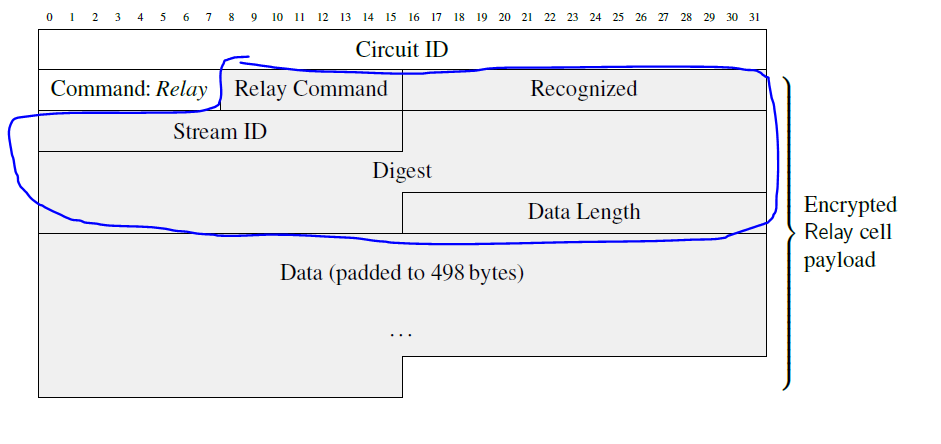 0 1 2 3 4 5 6 7 8 9 10 11 12 13 14 15 16 17 18 19 20 21 22 23 24 25 26 27 28 29 30 31
Circuit ID
Command: Relay Relay Command Recognized
Stream ID
Digest
Data Length
Encrypted
Relay cell
payload
Data (padded to 498 bytes)
...